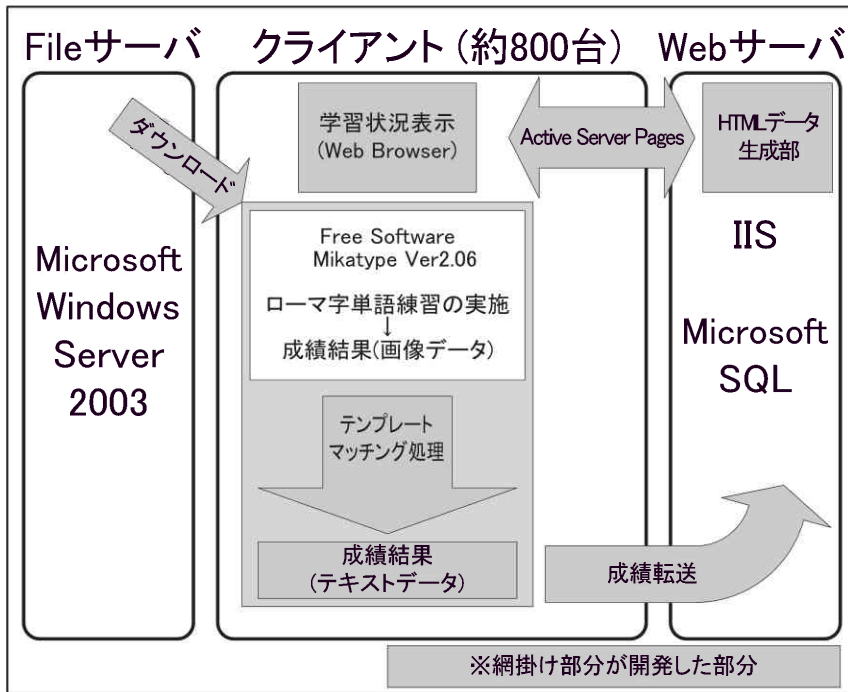 Fileサーバ
クライアント（約800台）
Webサーバ
ダウンロード
Microsoft
Windows
Server
2003
学習状況表示
(Web Browser)
Active Server Pages
HTMLデータ
生成部
Free Software
Mikatype Ver2.06
ローマ字単語練習の実施
↓
成績結果(画像データ)
テンプレート
マッチング処理
成績結果
(テキストデータ)
成績転送
IIS
Microsoft
SQL
※網掛け部分が開発した部分